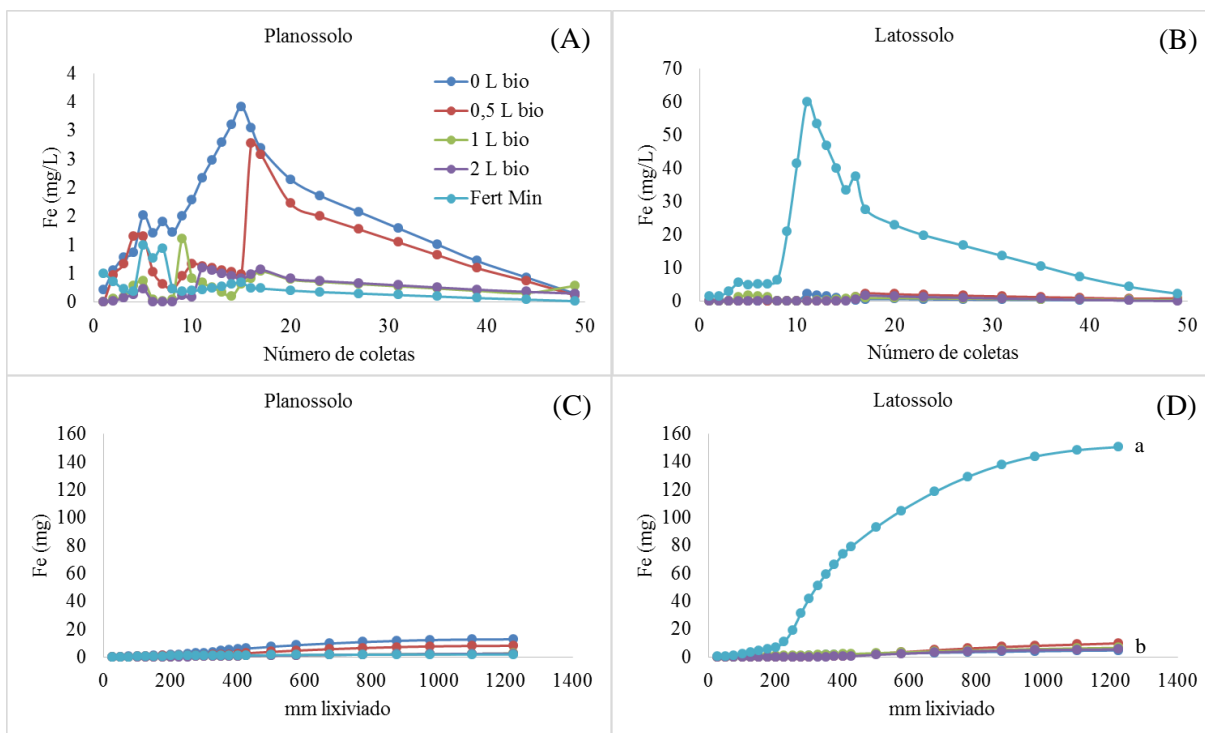 Planossolo
(A)
4
4
3
3
2
2
1
1
0
Fe (mg/L)
0 10 20 30 40 50
Número de coletas
0 L bio
0,5 L bio
1 L bio
2 L bio
Fert Min
Latossolo
(B)
70
60
50
40
30
20
10
0
Fe (mg/L)
0 10 20 30 40 50
Número de coletas
Planossolo
(C)
160
140
120
100
80
60
40
20
0
Fe (mg)
0 200 400 600 800 1000 1200 1400
mm lixiviado
Latossolo
(D)
160
140
120
100
80
60
40
20
0
Fe (mg)
a
b
0 200 400 600 800 1000 1200 1400
mm lixiviado